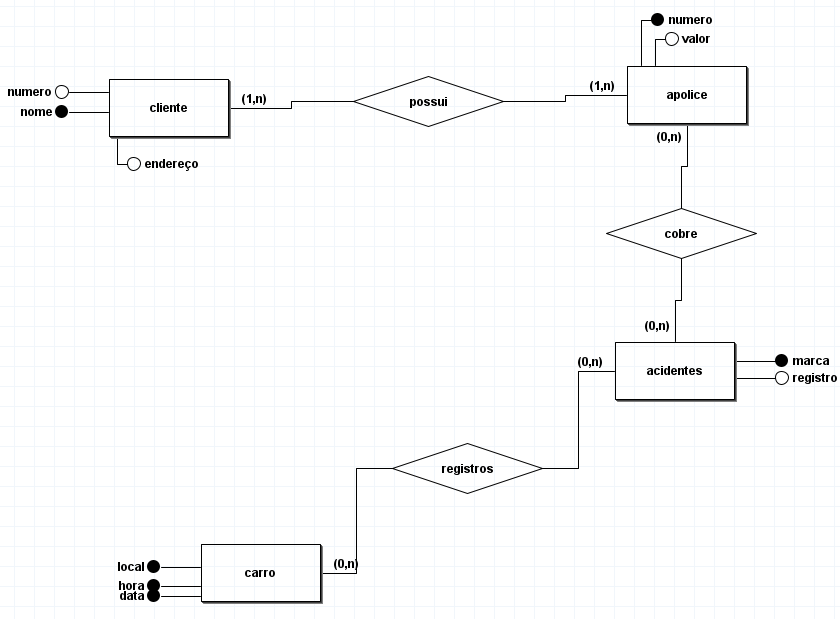 numero
valor
numero
nome
cliente
(1,n)
possui
(1,n)
apolice
endereço
(0,n)
cobre
(0,n)
(0,n)
acidentes
marca
registro
registros
local
hora
data
carro
(0,n)